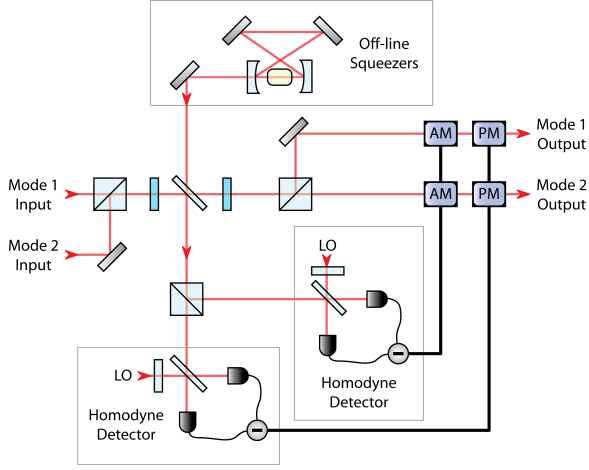 Off-line
Squeezers
Mode 1
Output
AM
PM
Mode 1
Input
AM
PM
Mode 2
Output
Mode 2
Input
LO
LO
Homodyne
Detector
Homodyne
Detector